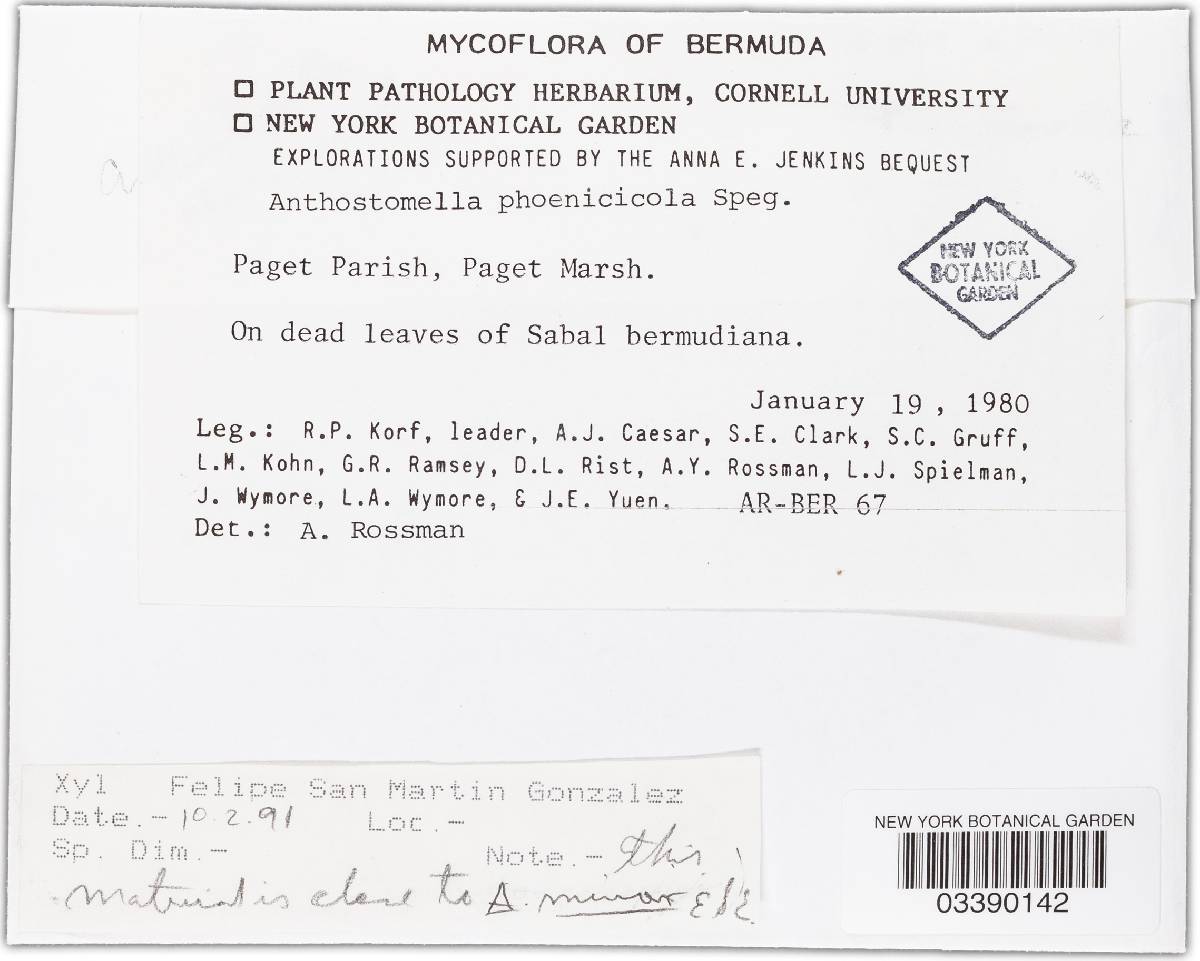 MYCOFLORA OF BERMUDA
☐ PLANT PATHOLOGY HERBARIUM, CORNELL UNIVERSITY
☐ NEW YORK BOTANICAL GARDEN
EXPLORATIONS SUPPORTED BY THE ANNA E. JENKINS BEQUEST
Anthostomella phoenicicola Speg.
NEW YORK
BOTANICAL
GARDEN
Paget Parish, Paget Marsh.
On dead leaves of Sabal bermudiana.
January 19, 1980
Leg.: R.P. Korf, leader, A.J. Caesar, S.E. Clark, S.C. Gruff,
L.M. Kohn, G.R. Ramsey, D.L. Rist, A.Y. Rossman, L.J. Spielman,
J. Wymore, L.A. Wymore, & J.E. Yuen. AR-BER 67
Det.: A. Rossman
Xyl Felipe San Martin Gonzalez
Date.- 10.2.91 Loc.-
Sp. Dim.- Note.- this
material is close to A. minor E&E
NEW YORK BOTANICAL GARDEN
03390142